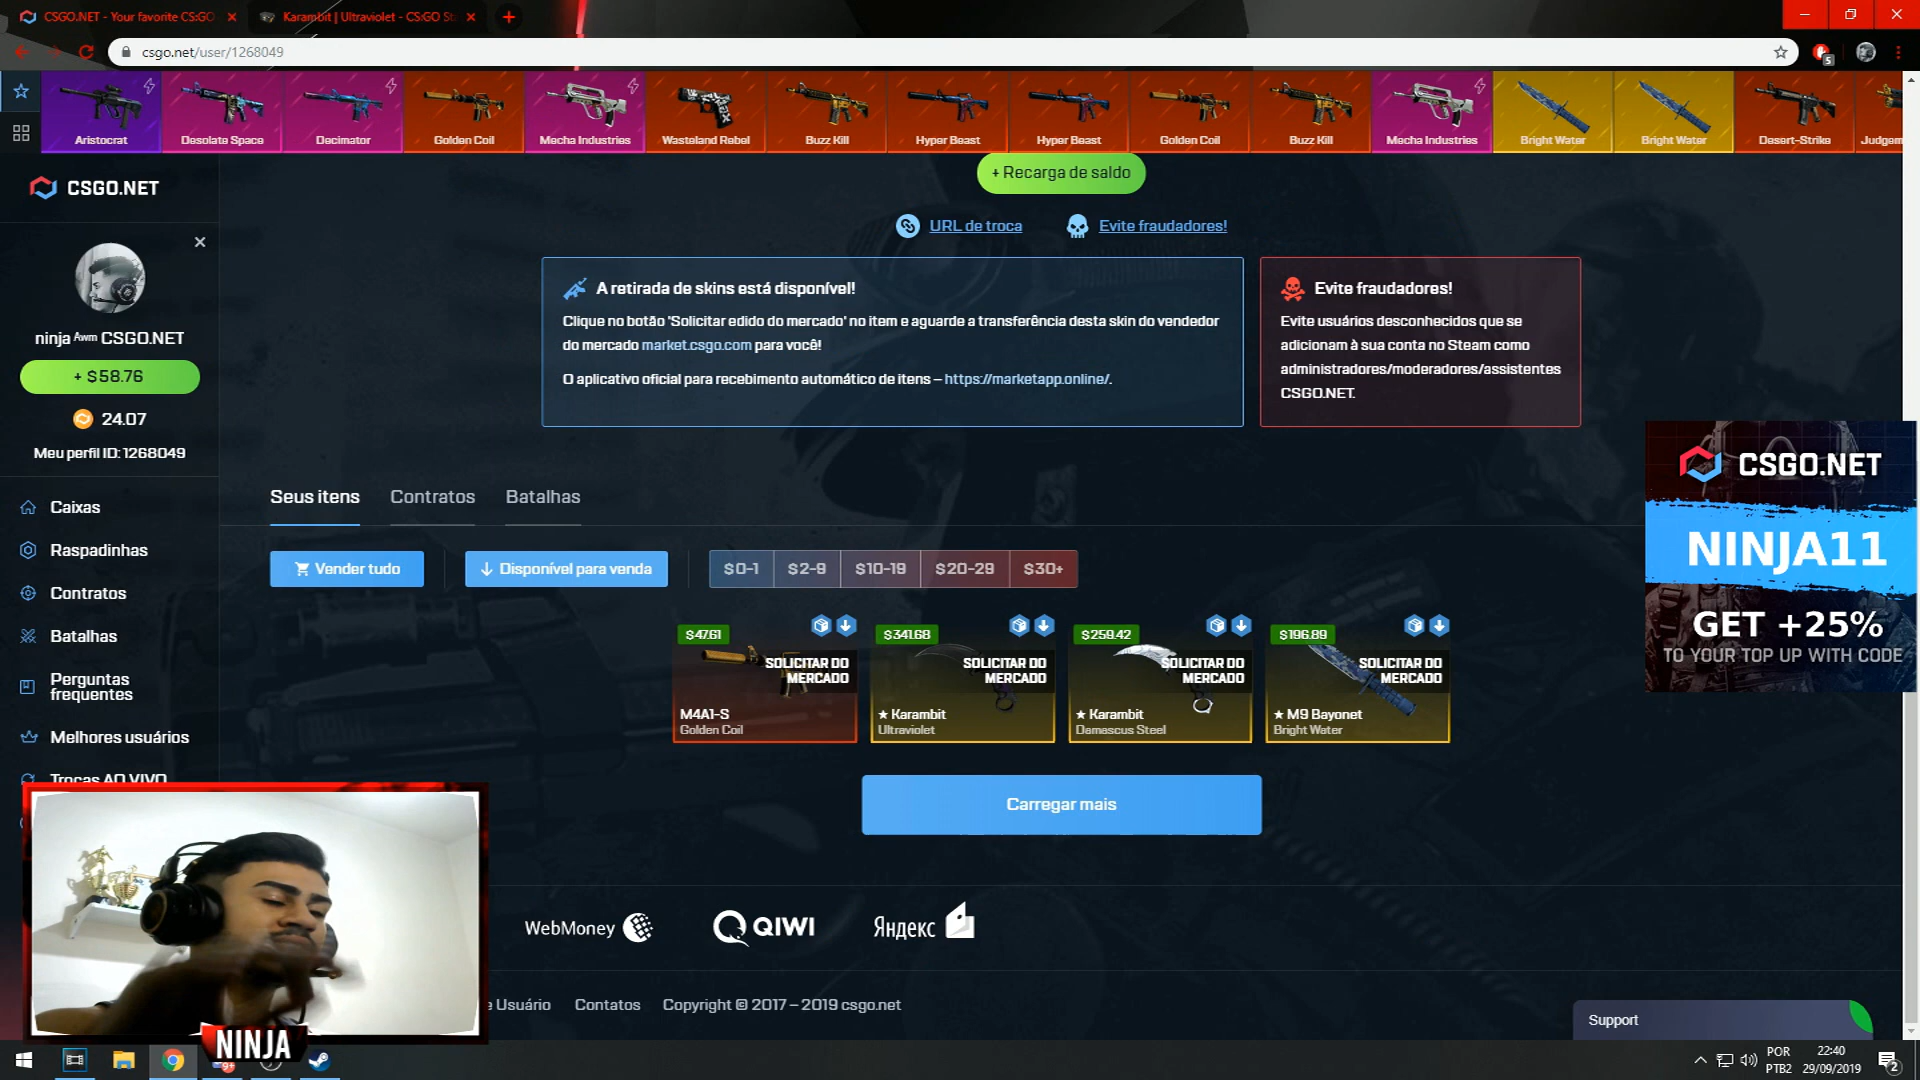 CSGO.NET - Your favorite CS:GO
Karambit | Ultraviolet - CS:GO St
csgo.net/user/1268049
5
Aristocrat
Desolate Space
Decimator
Golden Coil
Mecha Industries
Wasteland Rebel
Buzz Kill
Hyper Beast
Hyper Beast
Golden Coil
Buzz Kill
Mecha Industries
Bright Water
Bright Water
Desert-Strike
Judgem
CSGO.NET
+ Recarga de saldo
URL de troca
Evite fraudadores!
ninja Awm CSGO.NET
+ $58.76
24.07
Meu perfil ID: 1268049
A retirada de skins está disponível!
Clique no botão 'Solicitar edido do mercado' no item e aguarde a transferência desta skin do vendedor
do mercado market.csgo.com para você!
O aplicativo oficial para recebimento automático de itens – https://marketapp.online/.
Evite fraudadores!
Evite usuários desconhecidos que se
adicionam à sua conta no Steam como
administradores/moderadores/assistentes
CSGO.NET.
Caixas
Raspadinhas
Contratos
Batalhas
Perguntas
frequentes
Melhores usuários
Trocas AO VIVO
Seus itens
Contratos
Batalhas
Vender tudo
Disponível para venda
$0-1
$2-9
$10-19
$20-29
$30+
$47.61
SOLICITAR DO
MERCADO
M4A1-S
Golden Coil
$341.68
SOLICITAR DO
MERCADO
★ Karambit
Ultraviolet
$259.42
SOLICITAR DO
MERCADO
★ Karambit
Damascus Steel
$196.89
SOLICITAR DO
MERCADO
★ M9 Bayonet
Bright Water
Carregar mais
CSGO.NET
NINJA11
GET +25%
TO YOUR TOP UP WITH CODE
WebMoney
QIWI
Яндекс
e Usuário
Contatos
Copyright © 2017 – 2019 csgo.net
Support
NINJA
9+
POR
PTB2
22:40
29/09/2019
2